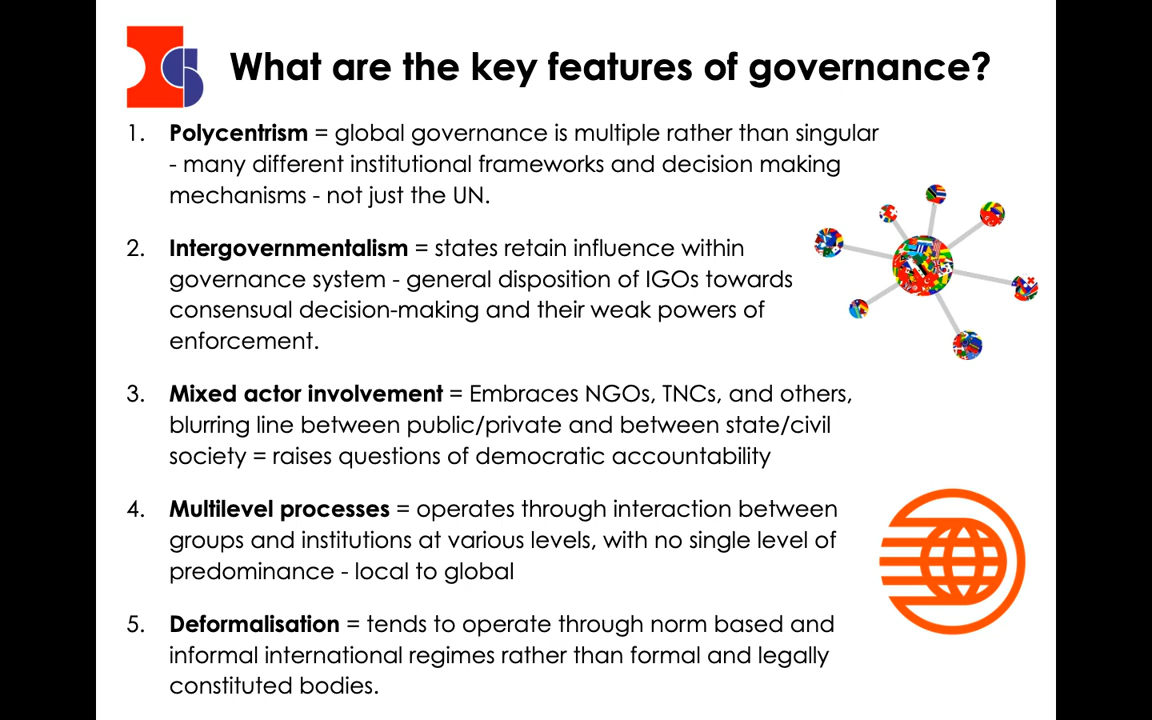 What are the key features of governance?
1. Polycentrism = global governance is multiple rather than singular
- many different institutional frameworks and decision making
mechanisms - not just the UN.
2. Intergovernmentalism = states retain influence within
governance system - general disposition of IGOs towards
consensual decision-making and their weak powers of
enforcement.
3. Mixed actor involvement = Embraces NGOs, TNCs, and others,
blurring line between public/private and between state/civil
society = raises questions of democratic accountability
4. Multilevel processes = operates through interaction between
groups and institutions at various levels, with no single level of
predominance - local to global
5. Deformalisation = tends to operate through norm based and
informal international regimes rather than formal and legally
constituted bodies.